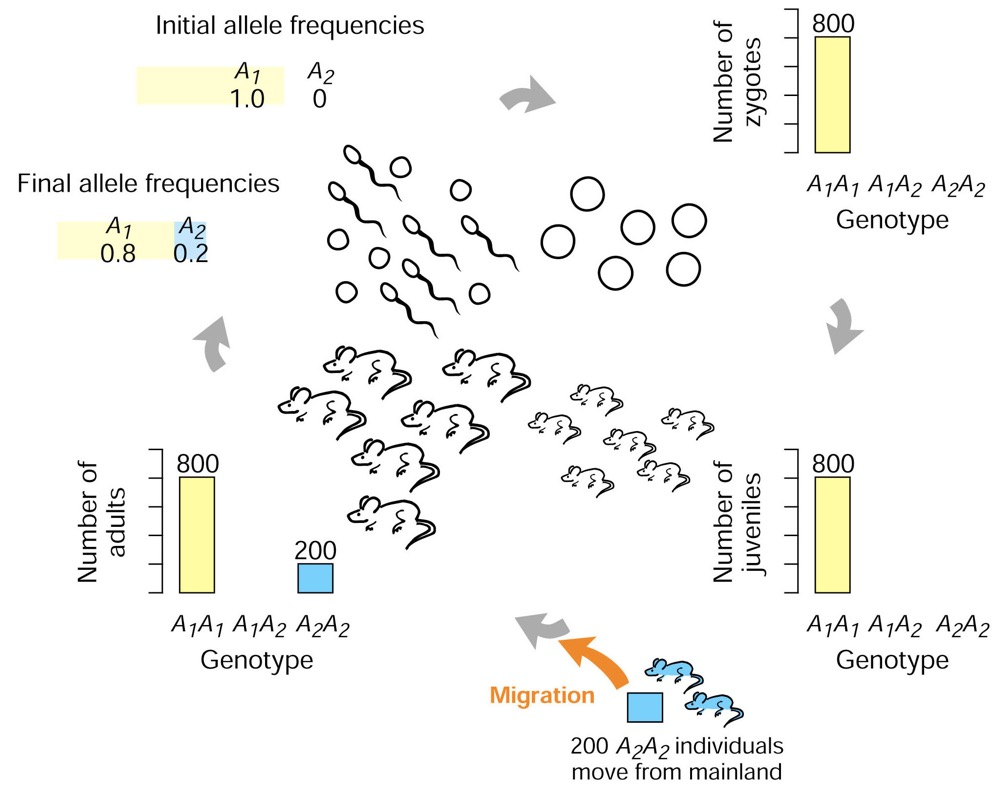 Initial allele frequencies
A1 A2
1.0 0
Final allele frequencies
A1 A2
0.8 0.2
Number of
zygotes
800
A1A1 A1A2 A2A2
Genotype
Number of
adults
800
200
A1A1 A1A2 A2A2
Genotype
Number of
juveniles
800
A1A1 A1A2 A2A2
Genotype
Migration
200 A2A2 individuals
move from mainland